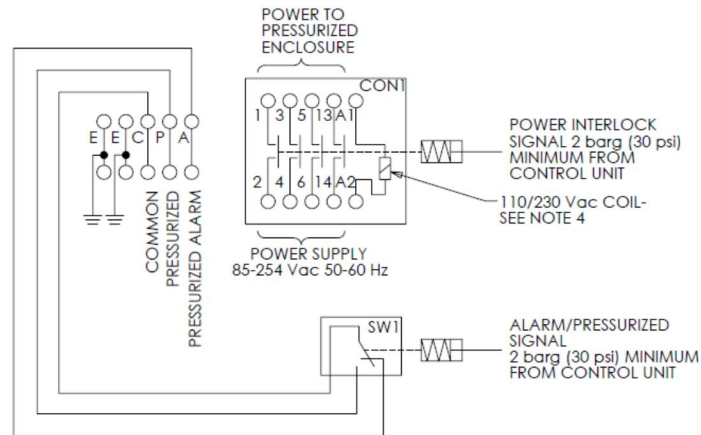 POWER TO
PRESSURIZED
ENCLOSURE
CON1
1 3 5 13 A1
E E C P A
2 4 6 14 A2
POWER INTERLOCK
SIGNAL 2 barg (30 psi)
MINIMUM FROM
CONTROL UNIT
110/230 Vac COIL-
SEE NOTE 4
COMMON
PRESSURIZED
PRESSURIZED ALARM
POWER SUPPLY
85-254 Vac 50-60 Hz
SW1
ALARM/PRESSURIZED
SIGNAL
2 barg (30 psi) MINIMUM
FROM CONTROL UNIT